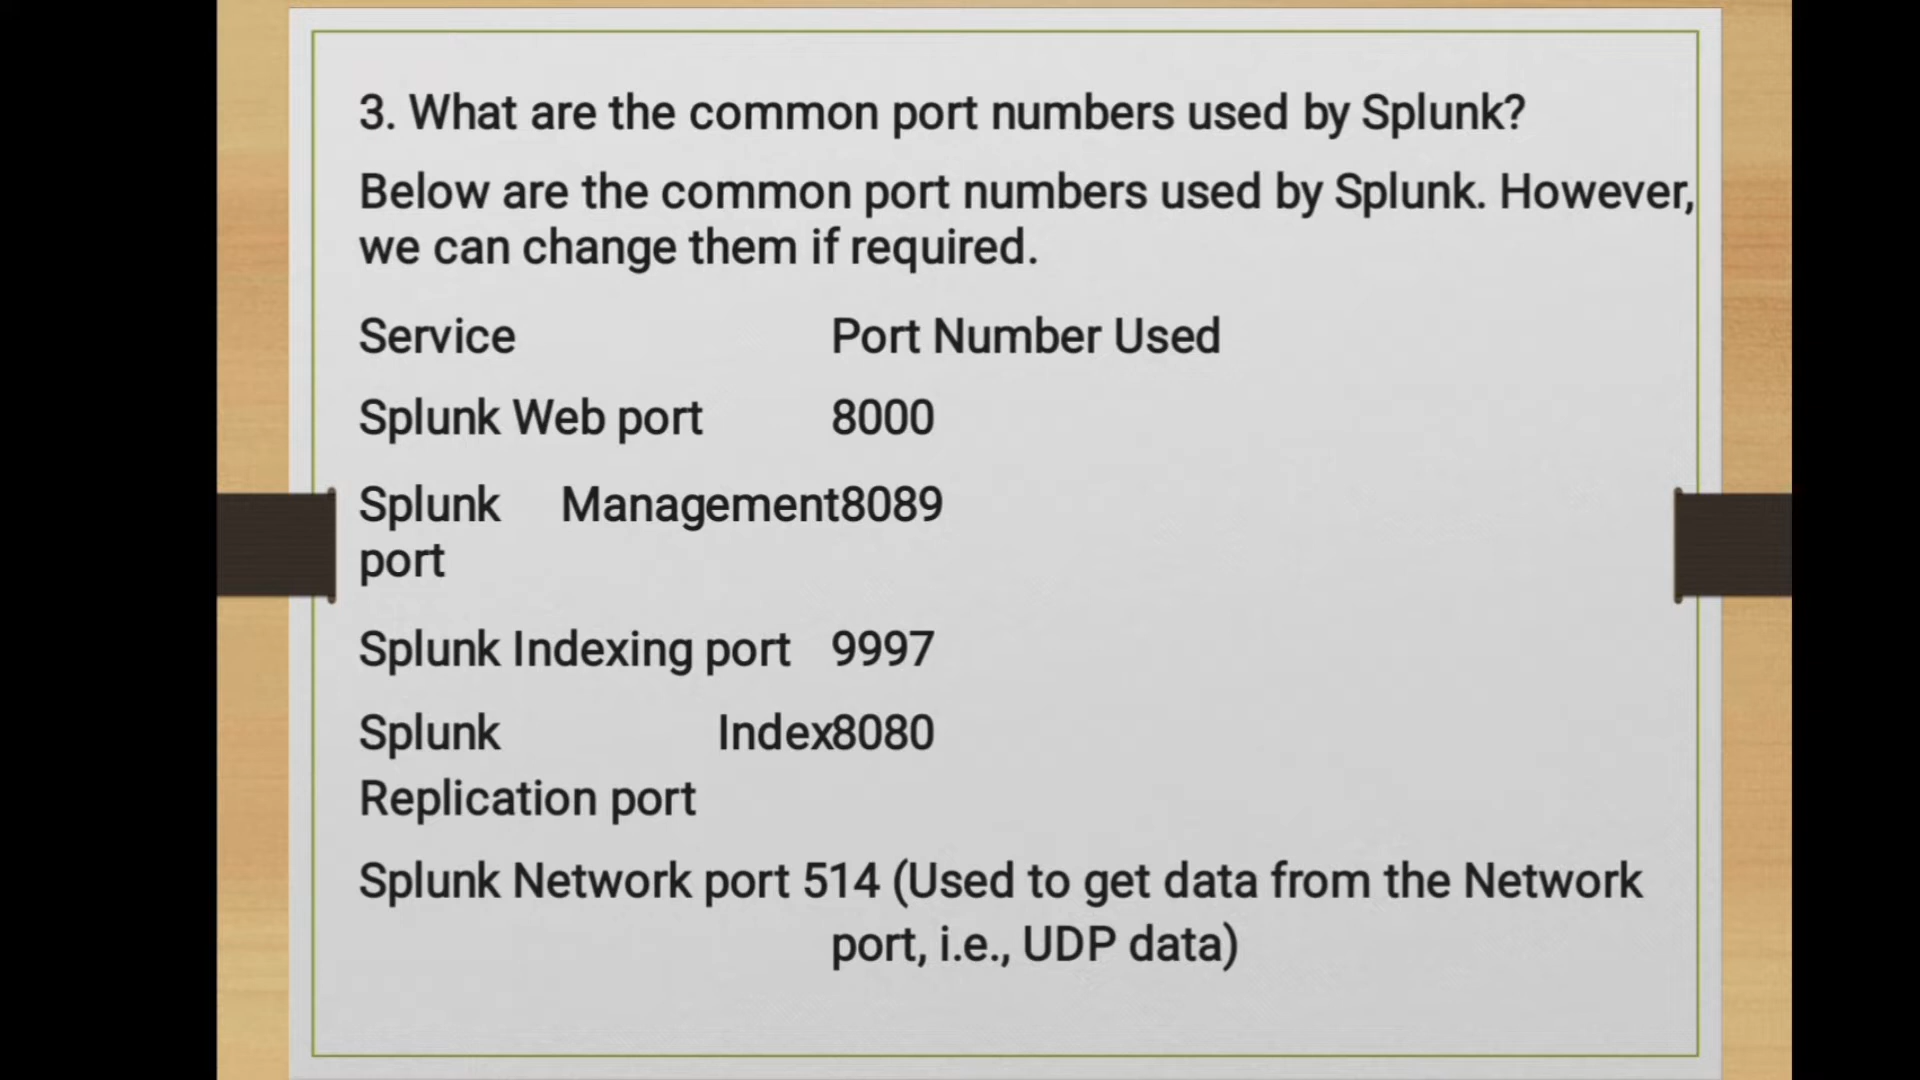 3. What are the common port numbers used by Splunk?
Below are the common port numbers used by Splunk. However,
we can change them if required.
Service Port Number Used
Splunk Web port 8000
Splunk Management8089
port
Splunk Indexing port 9997
Splunk Index8080
Replication port
Splunk Network port 514 (Used to get data from the Network
port, i.e., UDP data)